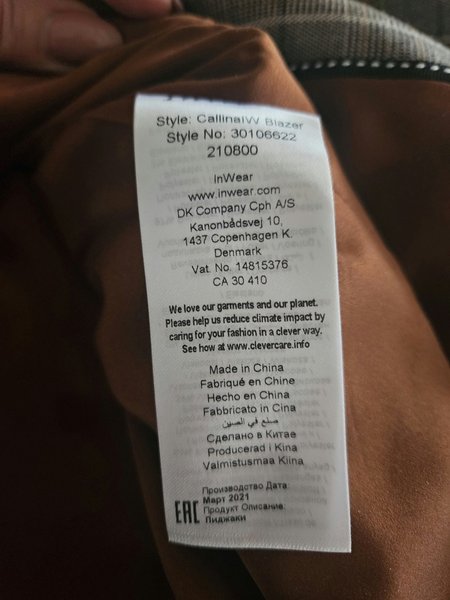 Style: CallinaIW Blazer
Style No: 30106622
210800
InWear
www.inwear.com
DK Company Cph A/S
Kanonbådsvej 10,
1437 Copenhagen K.
Denmark
Vat. No. 14815376
CA 30 410
We love our garments and our planet.
Please help us reduce climate impact by
caring for your fashion in a clever way.
See how at www.clevercare.info
Made in China
Fabriqué en Chine
Hecho en China
Fabbricato in Cina
صنع في الصين
Сделано в Китае
Producerad i Kina
Valmistusmaa Kiina
Производство Дата:
Март 2021
EAC Продукт Описание:
Пиджаки